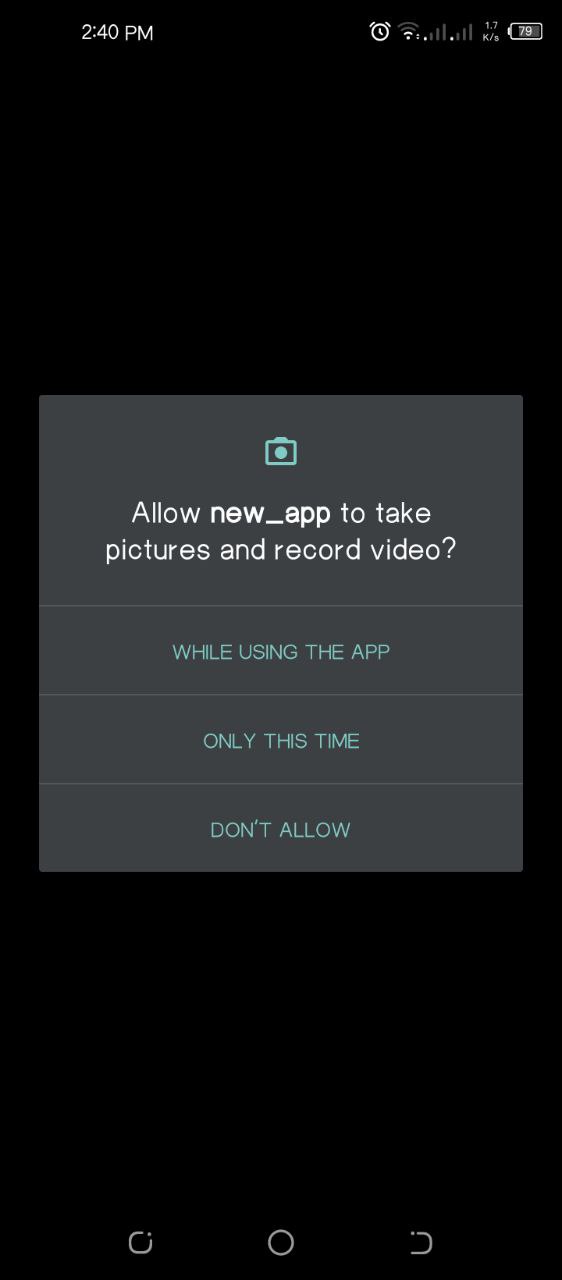 2:40 PM
1.7
K/s
79
Allow new_app to take
pictures and record video?
WHILE USING THE APP
ONLY THIS TIME
DON'T ALLOW